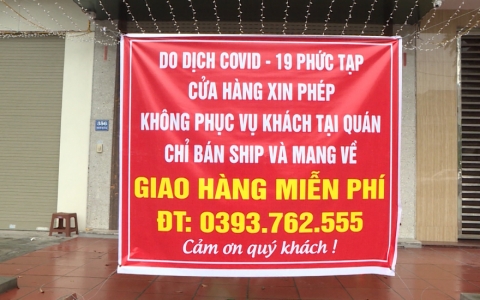 DO DỊCH COVID - 19 PHỨC TẠP
CỬA HÀNG XIN PHÉP
KHÔNG PHỤC VỤ KHÁCH TẠI QUÁN
CHỈ BÁN SHIP VÀ MANG VỀ
GIAO HÀNG MIỄN PHÍ
ĐT: 0393.762.555
Cảm ơn quý khách !